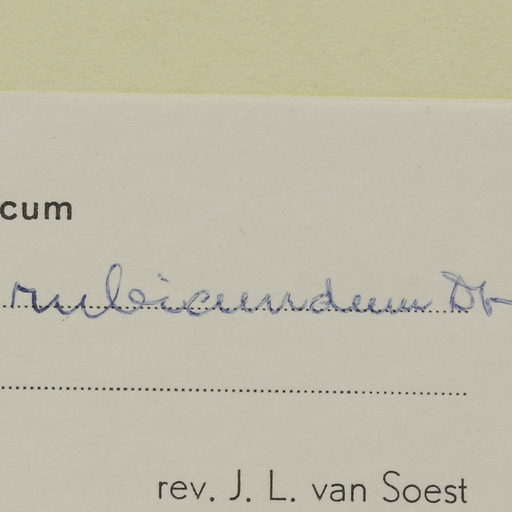 cum
rubicundum Dt
rev. J. L. van Soest